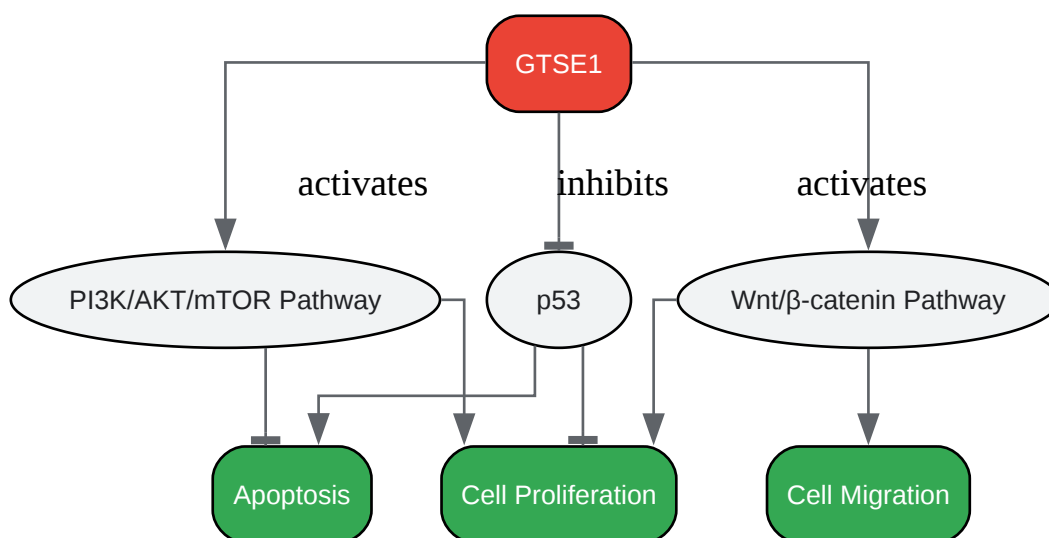 GTSE1
activates
inhibits
activates
PI3K/AKT/mTOR Pathway
p53
Wnt/β-catenin Pathway
Apoptosis
Cell Proliferation
Cell Migration